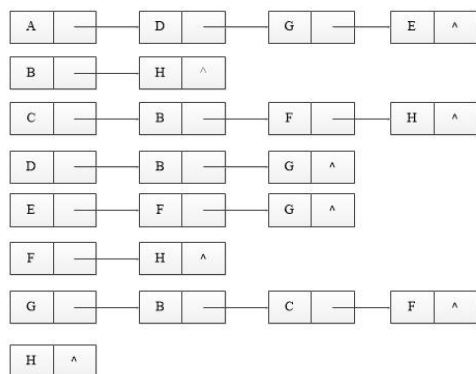 A D G E ^
B H ^
C B F H ^
D B G ^
E F G ^
F H ^
G B C F ^
H ^